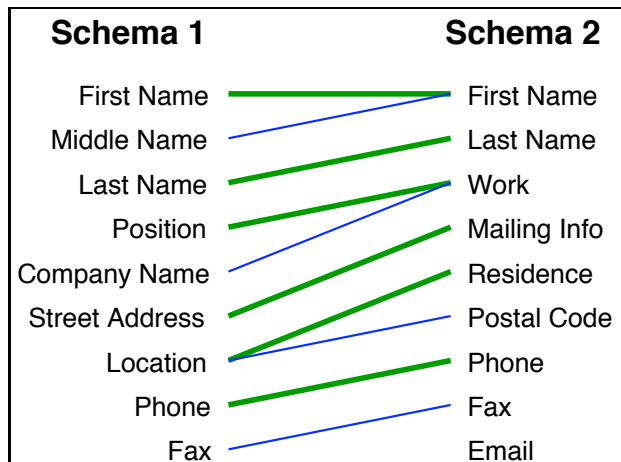 Schema 1 Schema 2
First Name First Name
Middle Name Last Name
Last Name Work
Position Mailing Info
Company Name Residence
Street Address Postal Code
Location Phone
Phone Fax
Fax Email